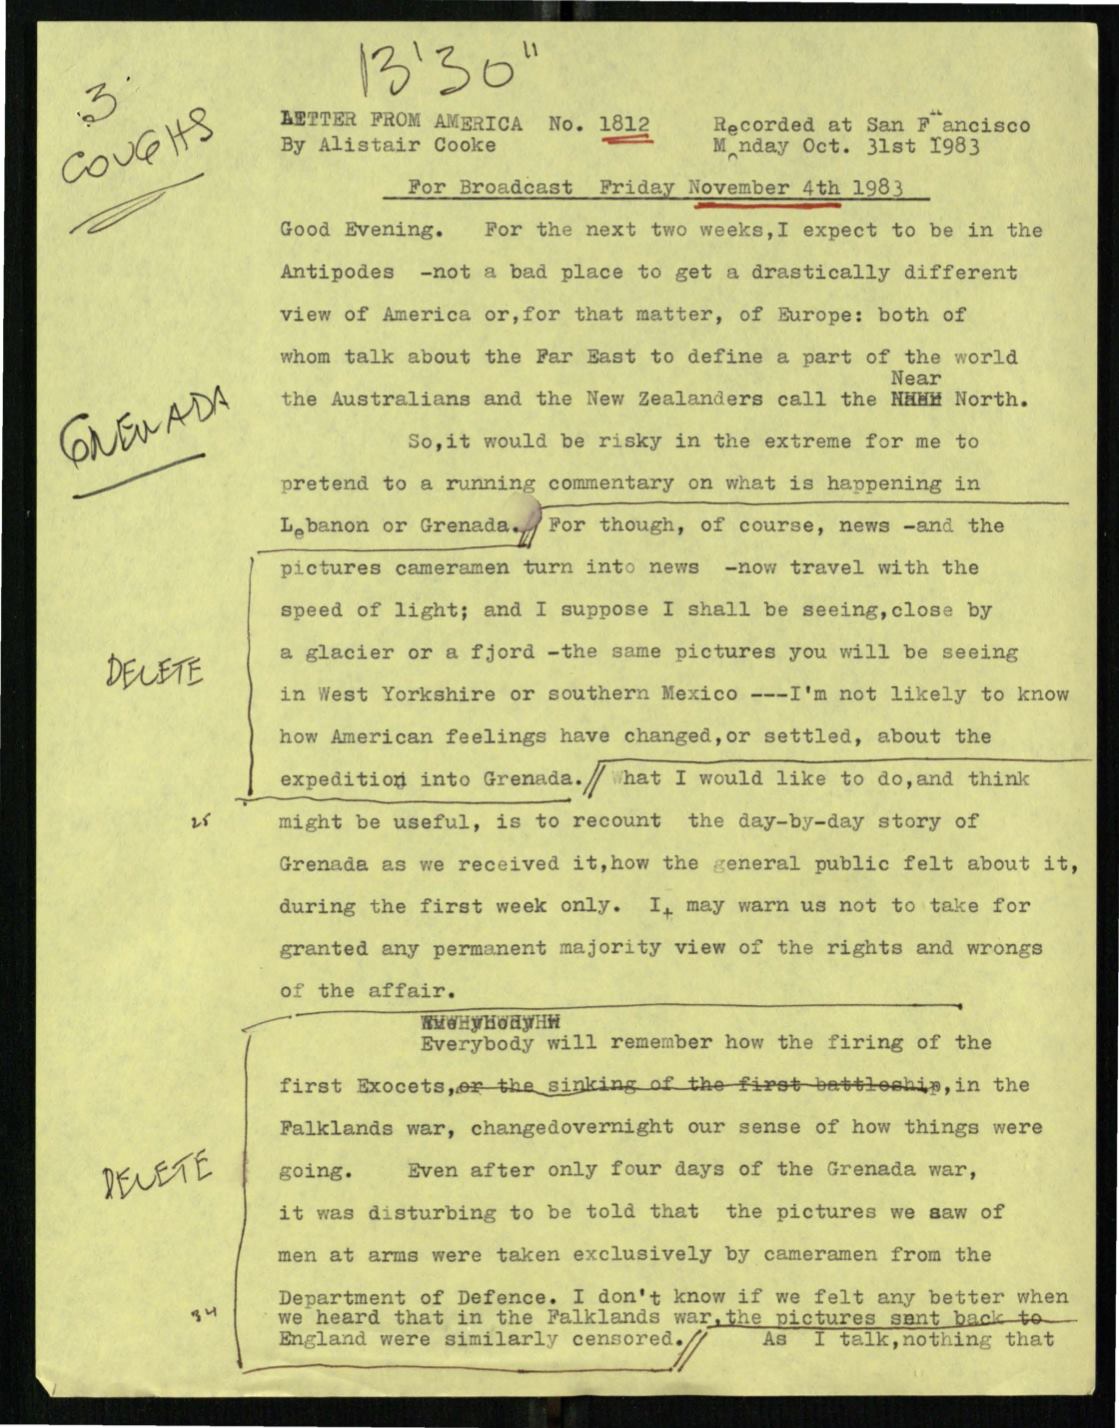 13'30"
3
COUGHS
LETTER FROM AMERICA No. 1812 Recorded at San Francisco
By Alistair Cooke Monday Oct. 31st 1983
For Broadcast Friday November 4th 1983
Good Evening. For the next two weeks,I expect to be in the
Antipodes -not a bad place to get a drastically different
view of America or,for that matter, of Europe: both of
whom talk about the Far East to define a part of the world
Near
the Australians and the New Zealanders call the North.
GRENADA
So,it would be risky in the extreme for me to
pretend to a running commentary on what is happening in
Lebanon or Grenada.// For though, of course, news -and the
pictures cameramen turn into news -now travel with the
speed of light; and I suppose I shall be seeing,close by
DELETE
a glacier or a fjord -the same pictures you will be seeing
in West Yorkshire or southern Mexico ---I'm not likely to know
how American feelings have changed,or settled, about the
expedition into Grenada.// What I would like to do,and think
25
might be useful, is to recount the day-by-day story of
Grenada as we received it,how the general public felt about it,
during the first week only. It may warn us not to take for
granted any permanent majority view of the rights and wrongs
of the affair.
Everybody will remember how the firing of the
first Exocets,or the sinking of the first battleship,in the
Falklands war, changedovernight our sense of how things were
DELETE
going. Even after only four days of the Grenada war,
it was disturbing to be told that the pictures we saw of
men at arms were taken exclusively by cameramen from the
Department of Defence. I don't know if we felt any better when
34
we heard that in the Falklands war,the pictures sent back to
England were similarly censored.// As I talk,nothing that